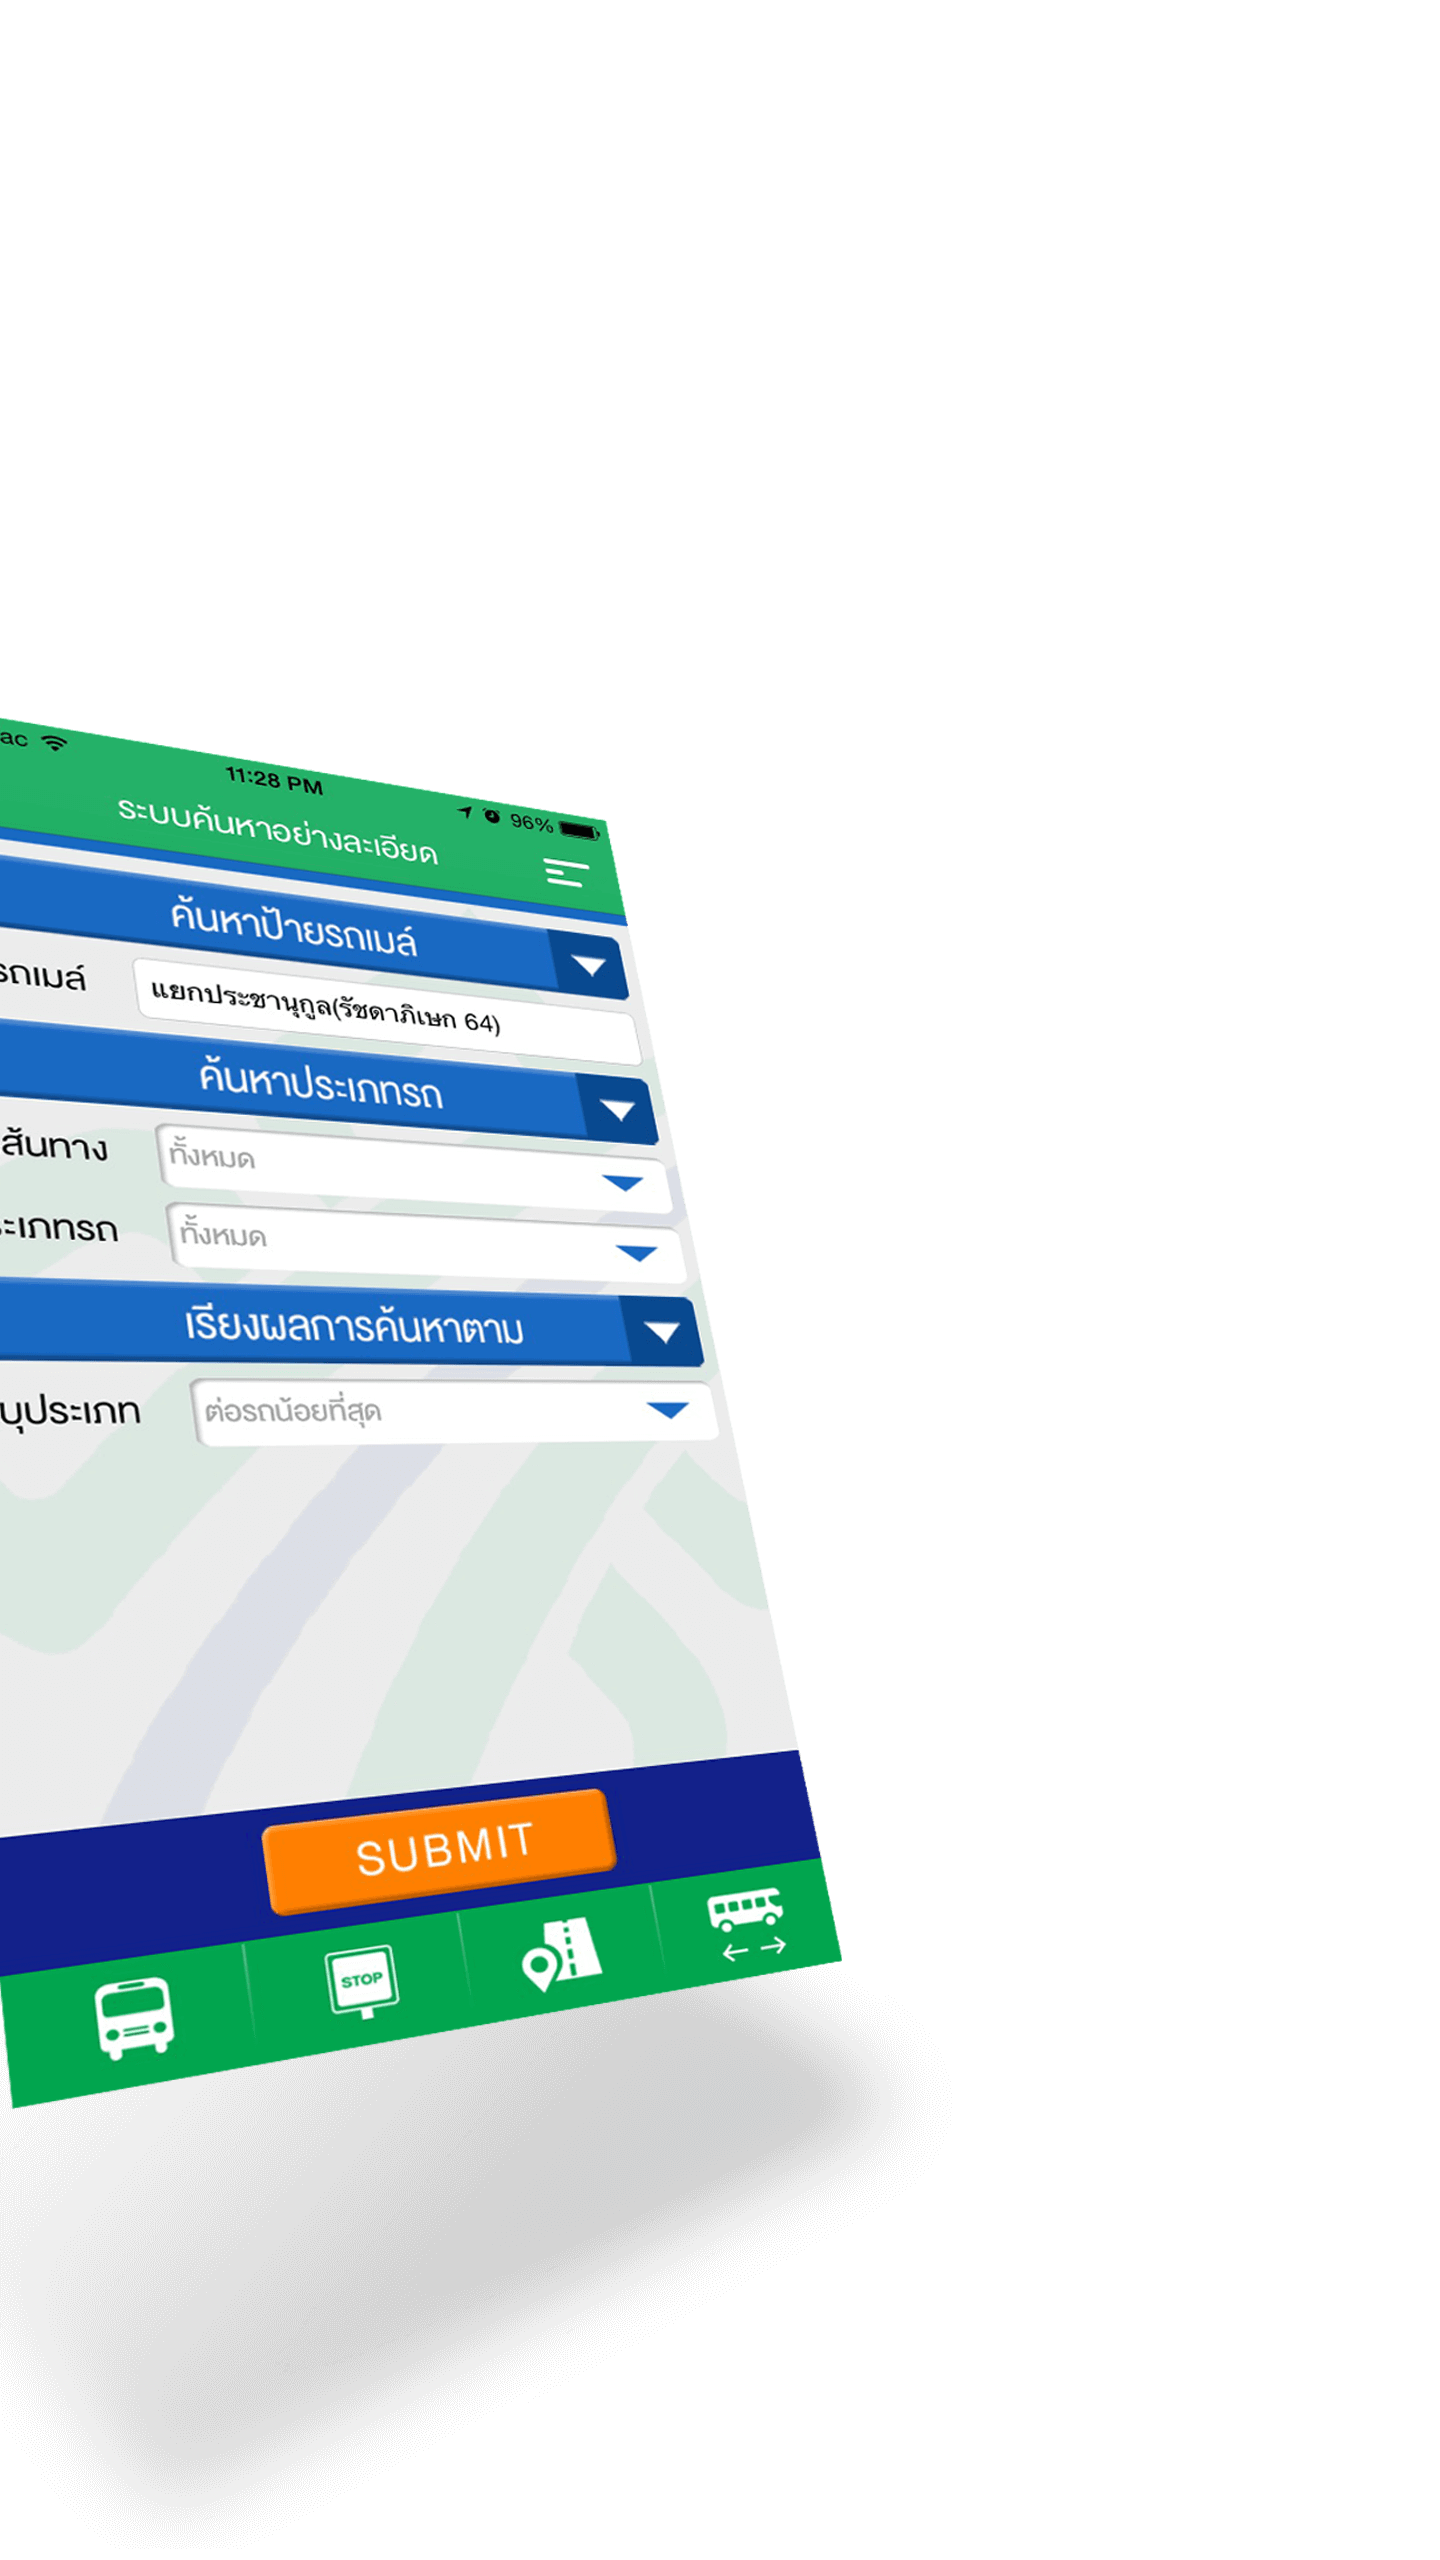 ac 11:28 PM 96%
ระบบค้นหาอย่างละเอียด
ค้นหาป้ายรถเมล์
รถเมล์ แยกประชานุกูล(รัชดาภิเษก 64)
ค้นหาประเภทรถ
ส้นทาง ทั้งหมด
ะเภทรถ ทั้งหมด
เรียงผลการค้นหาตาม
บุประเภท ต่อรถน้อยที่สุด
SUBMIT
STOP